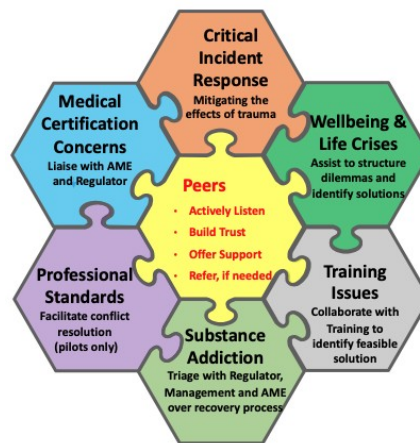 Critical
Incident
Response
Mitigating the
effects of trauma
Medical
Certification
Concerns
Liaise with AME
and Regulator
Wellbeing &
Life Crises
Assist to structure
dilemmas and
identify solutions
Peers
• Actively Listen
• Build Trust
• Offer Support
• Refer, if needed
Professional
Standards
Facilitate conflict
resolution
(pilots only)
Training
Issues
Collaborate with
Training to
identify feasible
solution
Substance
Addiction
Triage with Regulator,
Management and AME
over recovery process